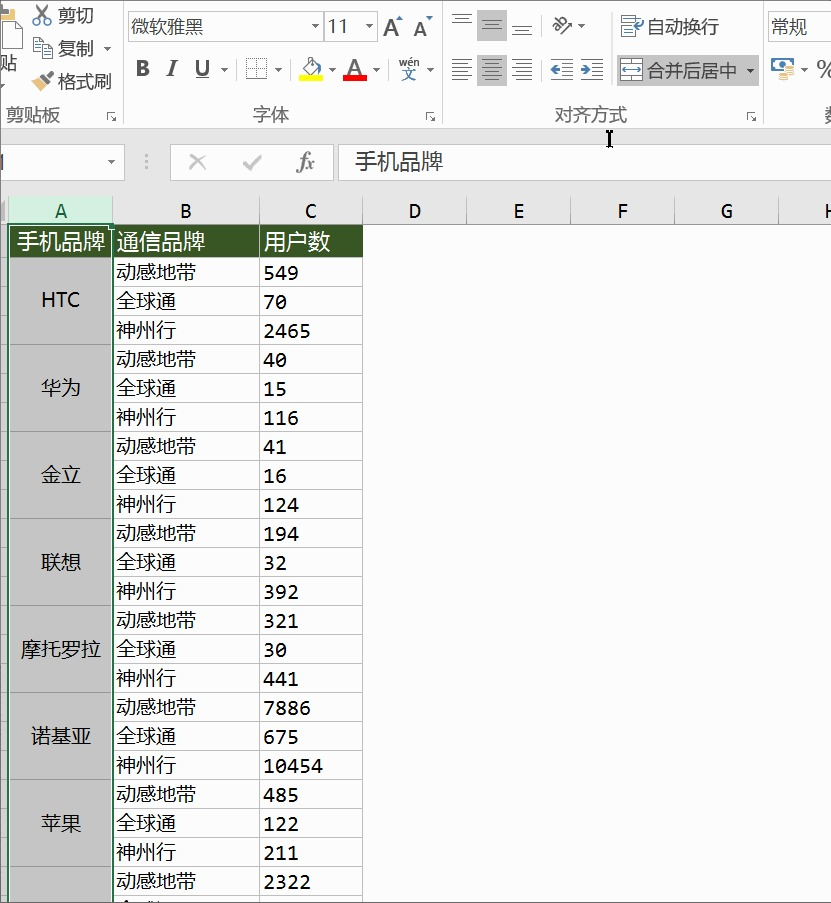 剪切
微软雅黑 11 A A
自动换行
常规
复制
贴
格式刷
B I U A wén 文
合并后居中
%
剪贴板
字体
对齐方式
fx
手机品牌
A B C D E F G H
手机品牌 通信品牌 用户数
动感地带 549
HTC 全球通 70
神州行 2465
动感地带 40
华为 全球通 15
神州行 116
动感地带 41
金立 全球通 16
神州行 124
动感地带 194
联想 全球通 32
神州行 392
动感地带 321
摩托罗拉 全球通 30
神州行 441
动感地带 7886
诺基亚 全球通 675
神州行 10454
动感地带 485
苹果 全球通 122
神州行 211
动感地带 2322